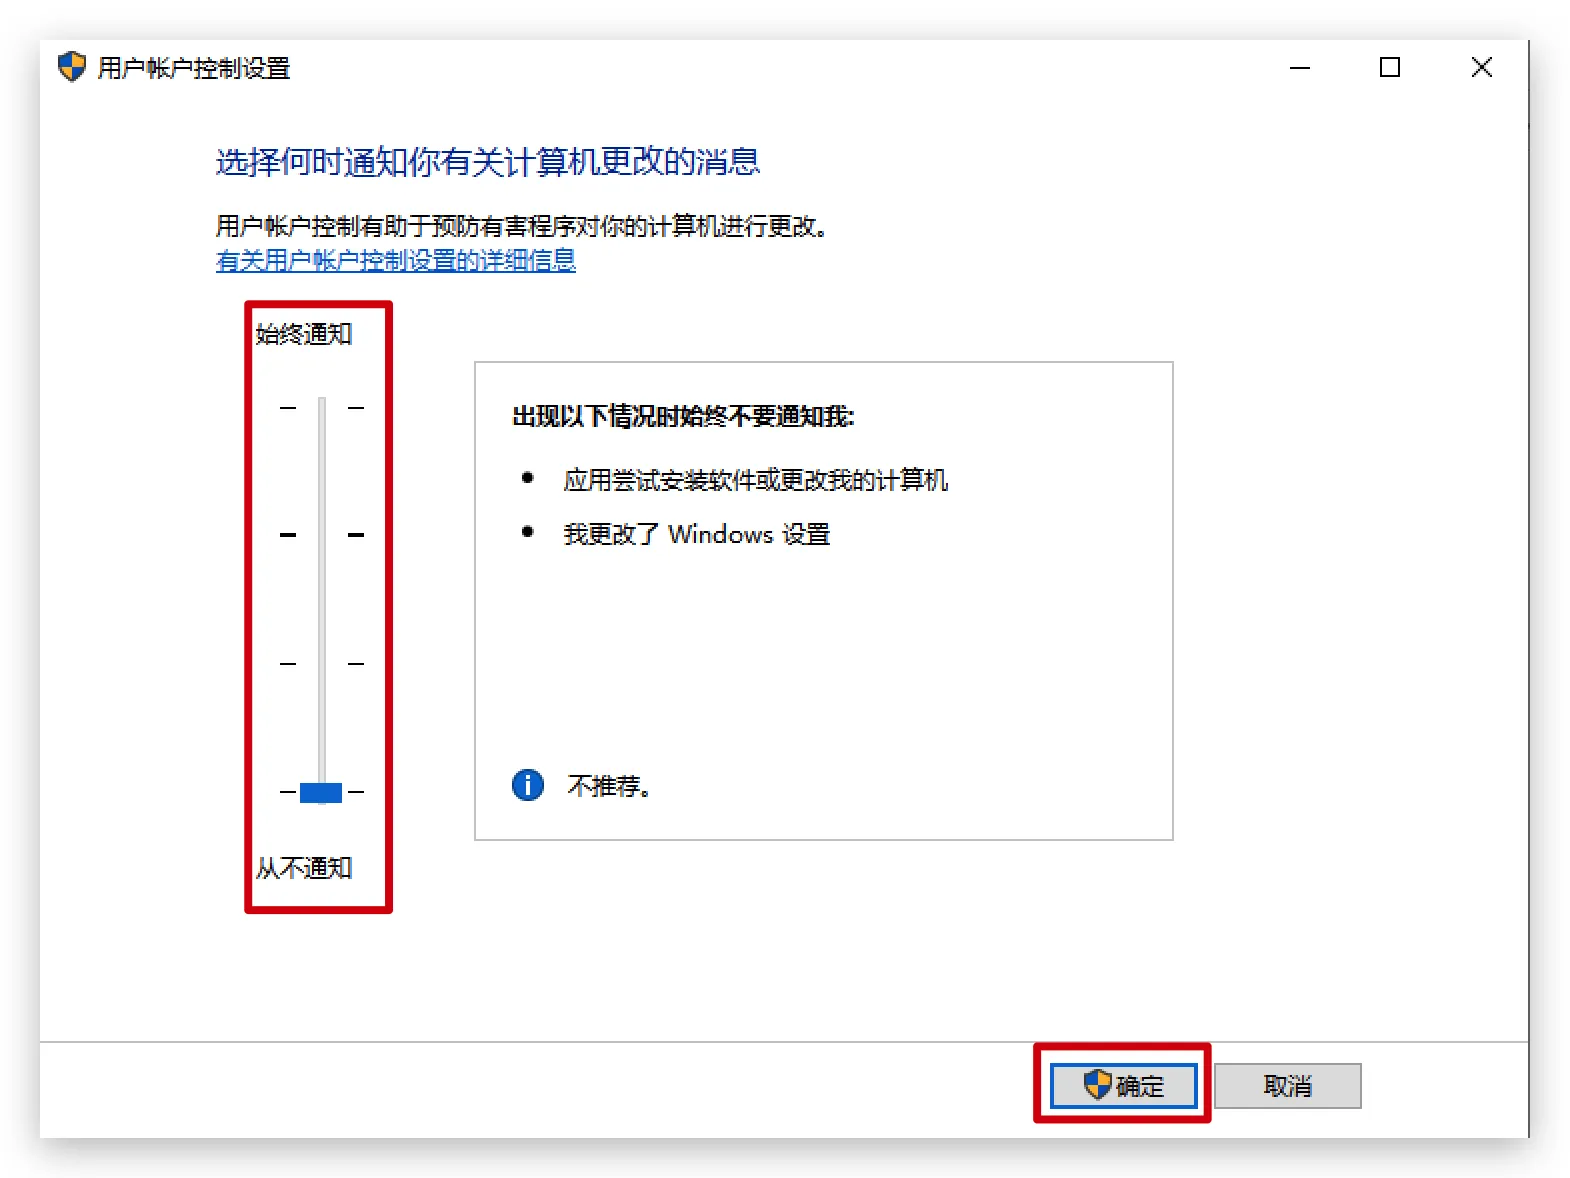 用户帐户控制设置
选择何时通知你有关计算机更改的消息
用户帐户控制有助于预防有害程序对你的计算机进行更改。
有关用户帐户控制设置的详细信息
始终通知
出现以下情况时始终不要通知我:
• 应用尝试安装软件或更改我的计算机
• 我更改了 Windows 设置
不推荐。
从不通知
确定
取消